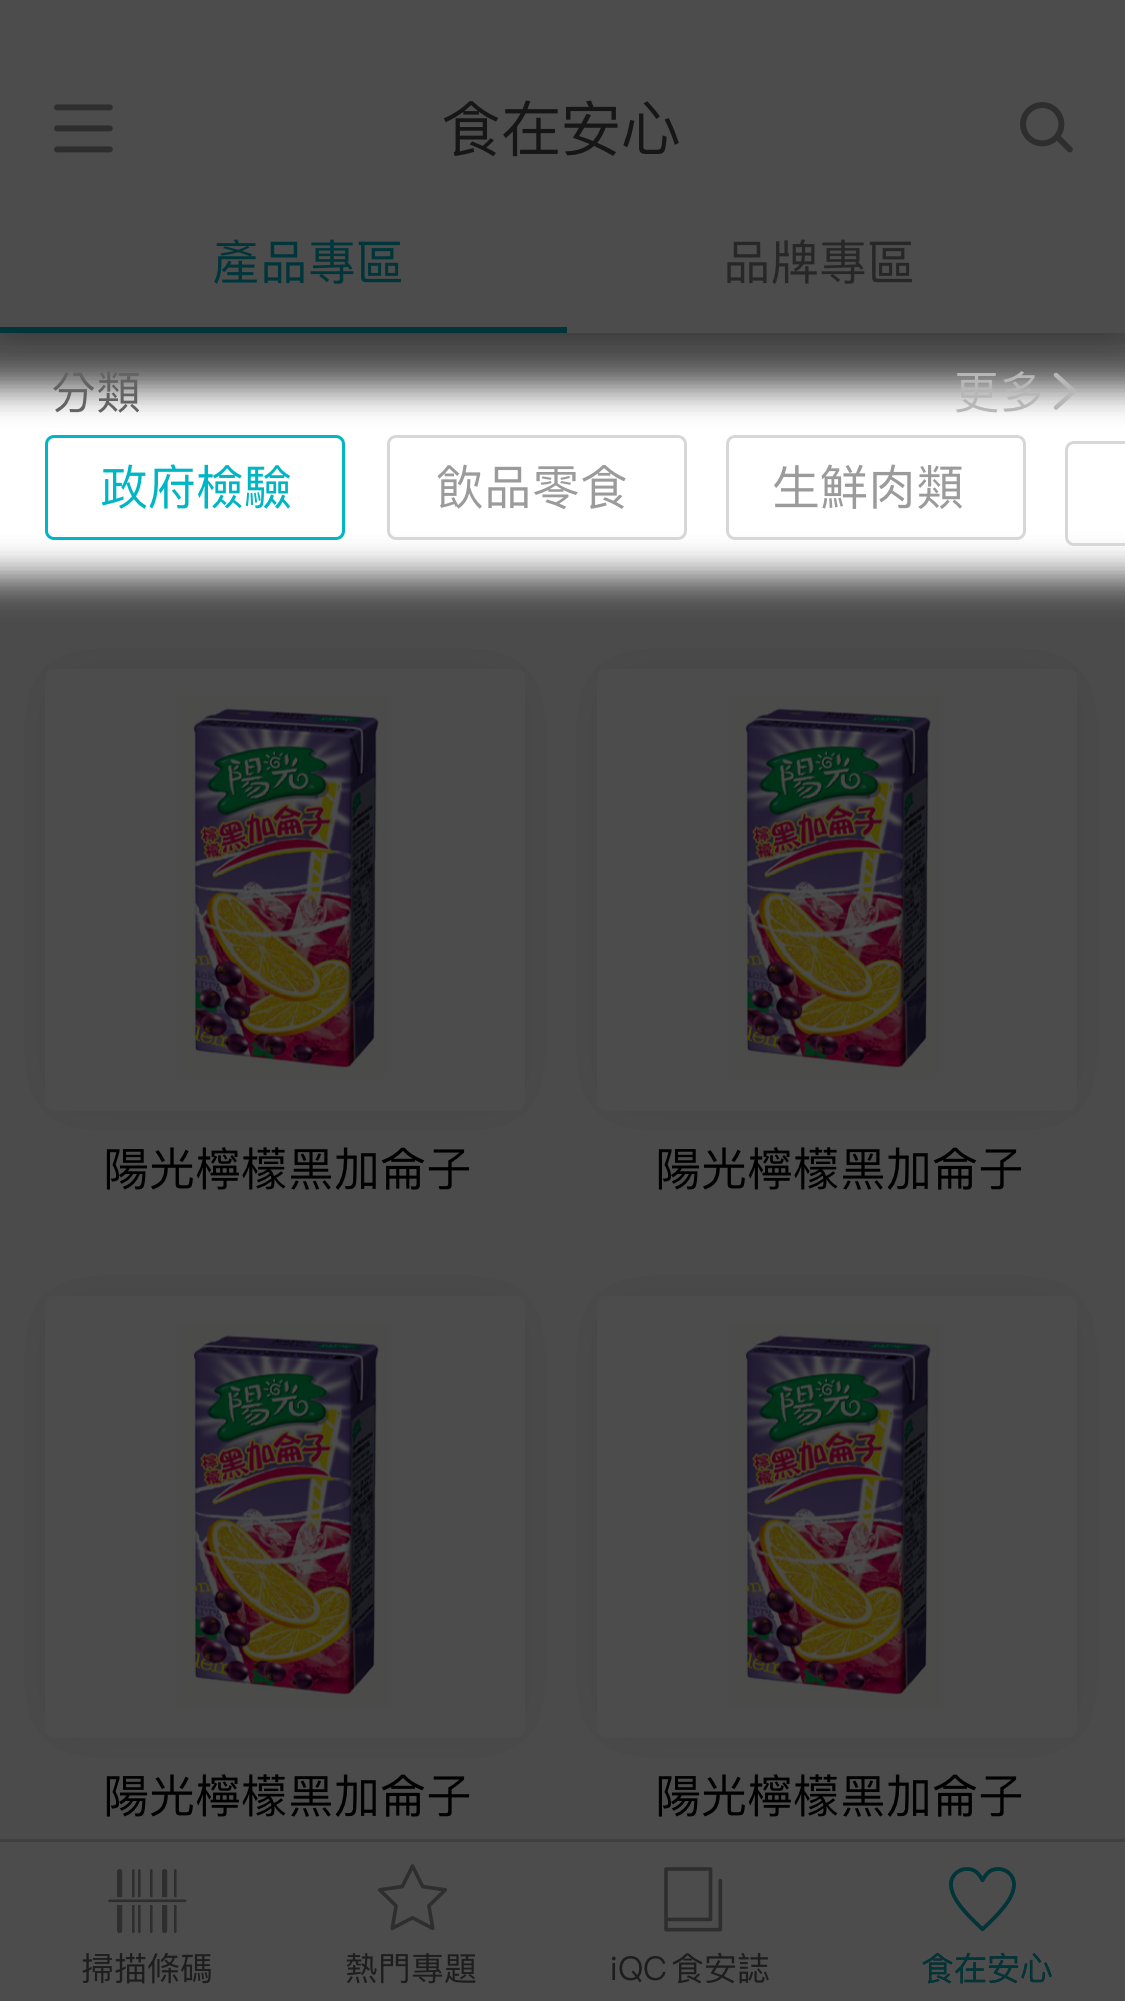 食在安心
產品專區 品牌專區
分類 更多
政府檢驗 飲品零食 生鮮肉類
陽光
檸檬黑加侖子
陽光
檸檬黑加侖子
陽光檸檬黑加侖子 陽光檸檬黑加侖子
陽光
檸檬黑加侖子
陽光
檸檬黑加侖子
陽光檸檬黑加侖子 陽光檸檬黑加侖子
掃描條碼 熱門專題 iQC 食安誌 食在安心